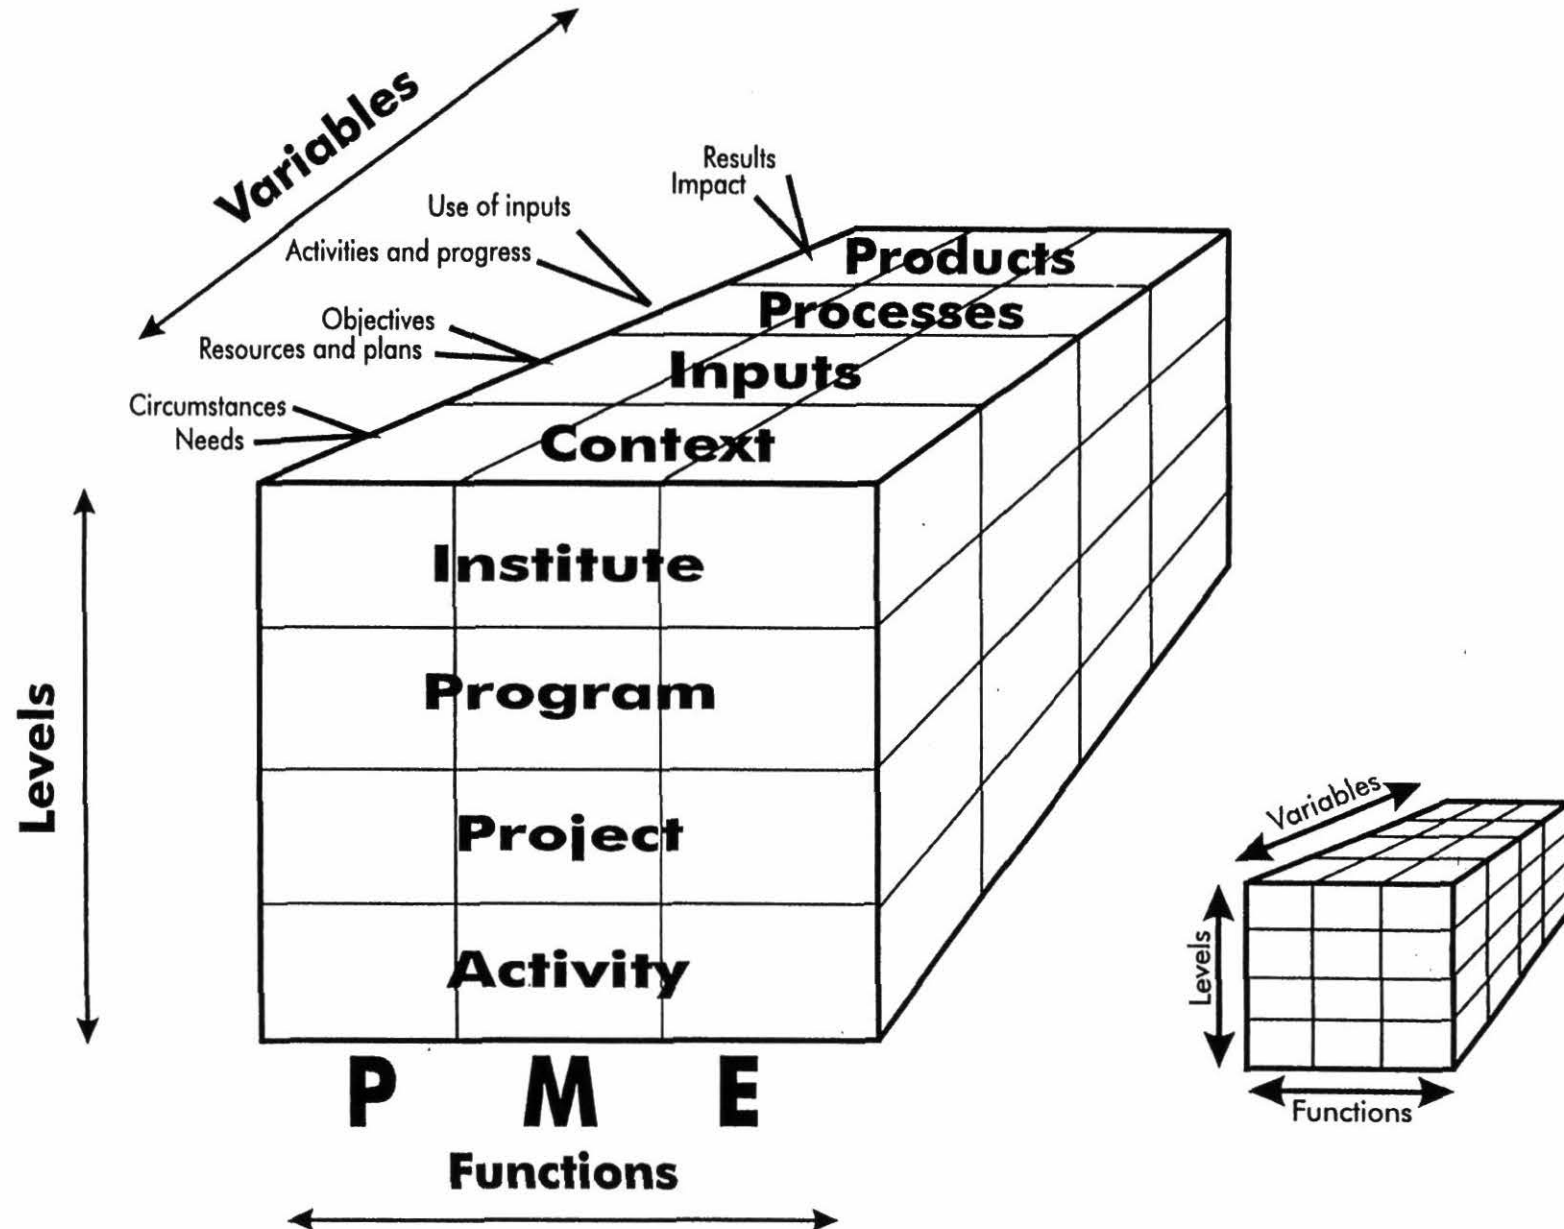 Variables
Results
Impact
Use of inputs
Activities and progress
Objectives
Resources and plans
Circumstances
Needs
Products
Processes
Inputs
Context
Institute
Program
Project
Activity
Levels
P M E
Functions
Variables
Levels
Functions